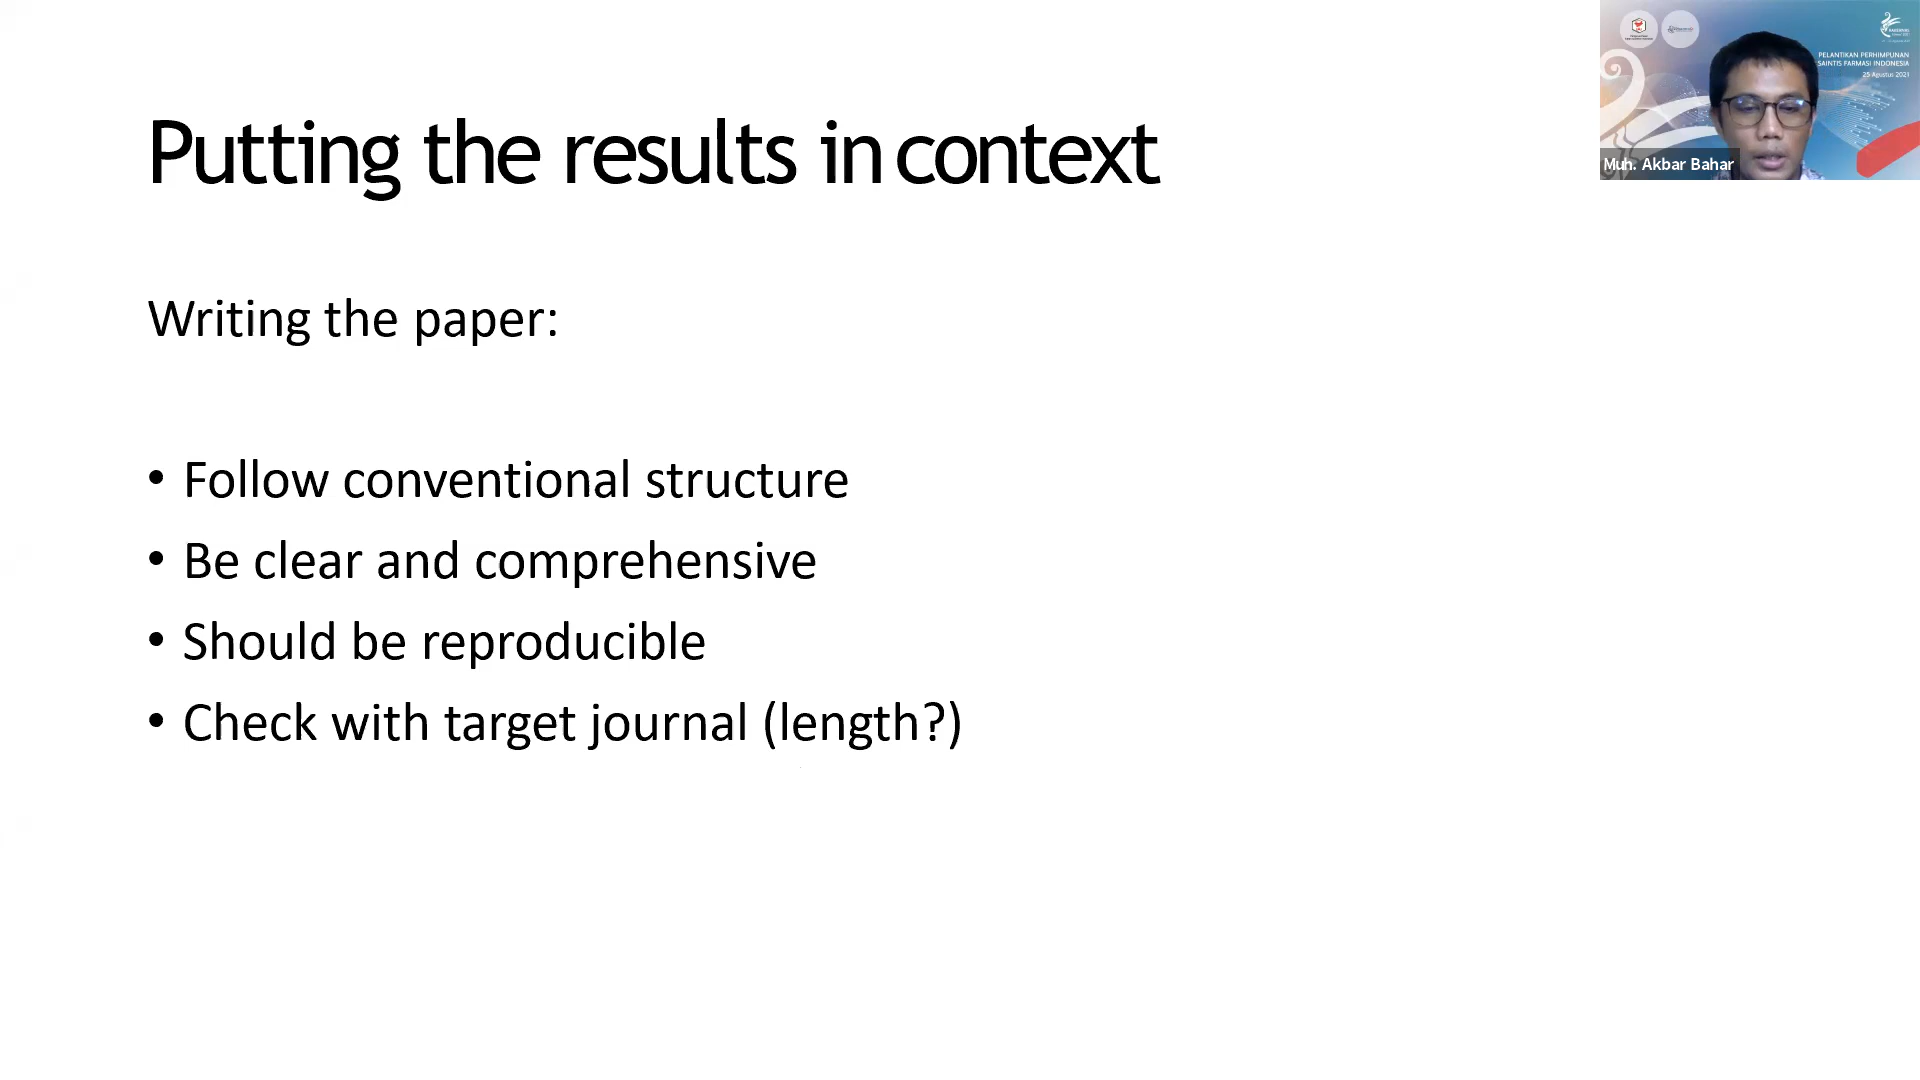 Putting the results in context
Writing the paper:
• Follow conventional structure
• Be clear and comprehensive
• Should be reproducible
• Check with target journal (length?)
PELANTIKAN PERHIMPUNAN
SAINTIS FARMASI INDONESIA
25 Agustus 2021
Muh. Akbar Bahar